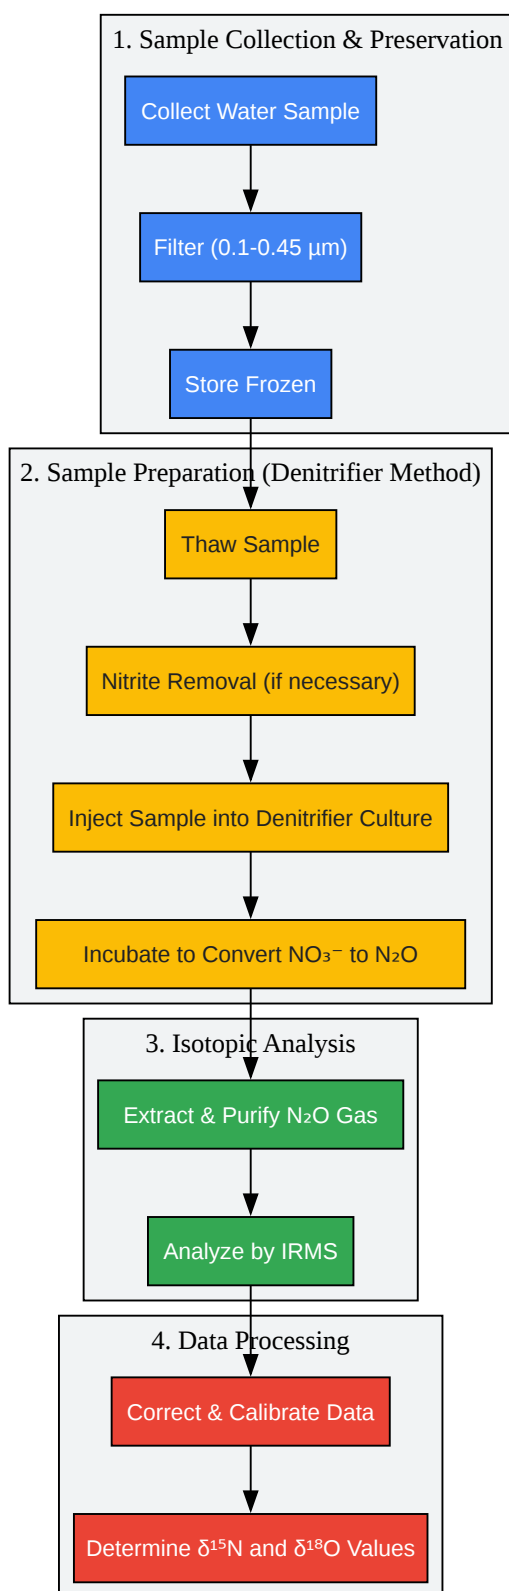 1. Sample Collection & Preservation
Collect Water Sample
Filter (0.1-0.45 µm)
Store Frozen
2. Sample Preparation (Denitrifier Method)
Thaw Sample
Nitrite Removal (if necessary)
Inject Sample into Denitrifier Culture
Incubate to Convert NO₃⁻ to N₂O
3. Isotopic Analysis
Extract & Purify N₂O Gas
Analyze by IRMS
4. Data Processing
Correct & Calibrate Data
Determine δ¹⁵N and δ¹⁸O Values